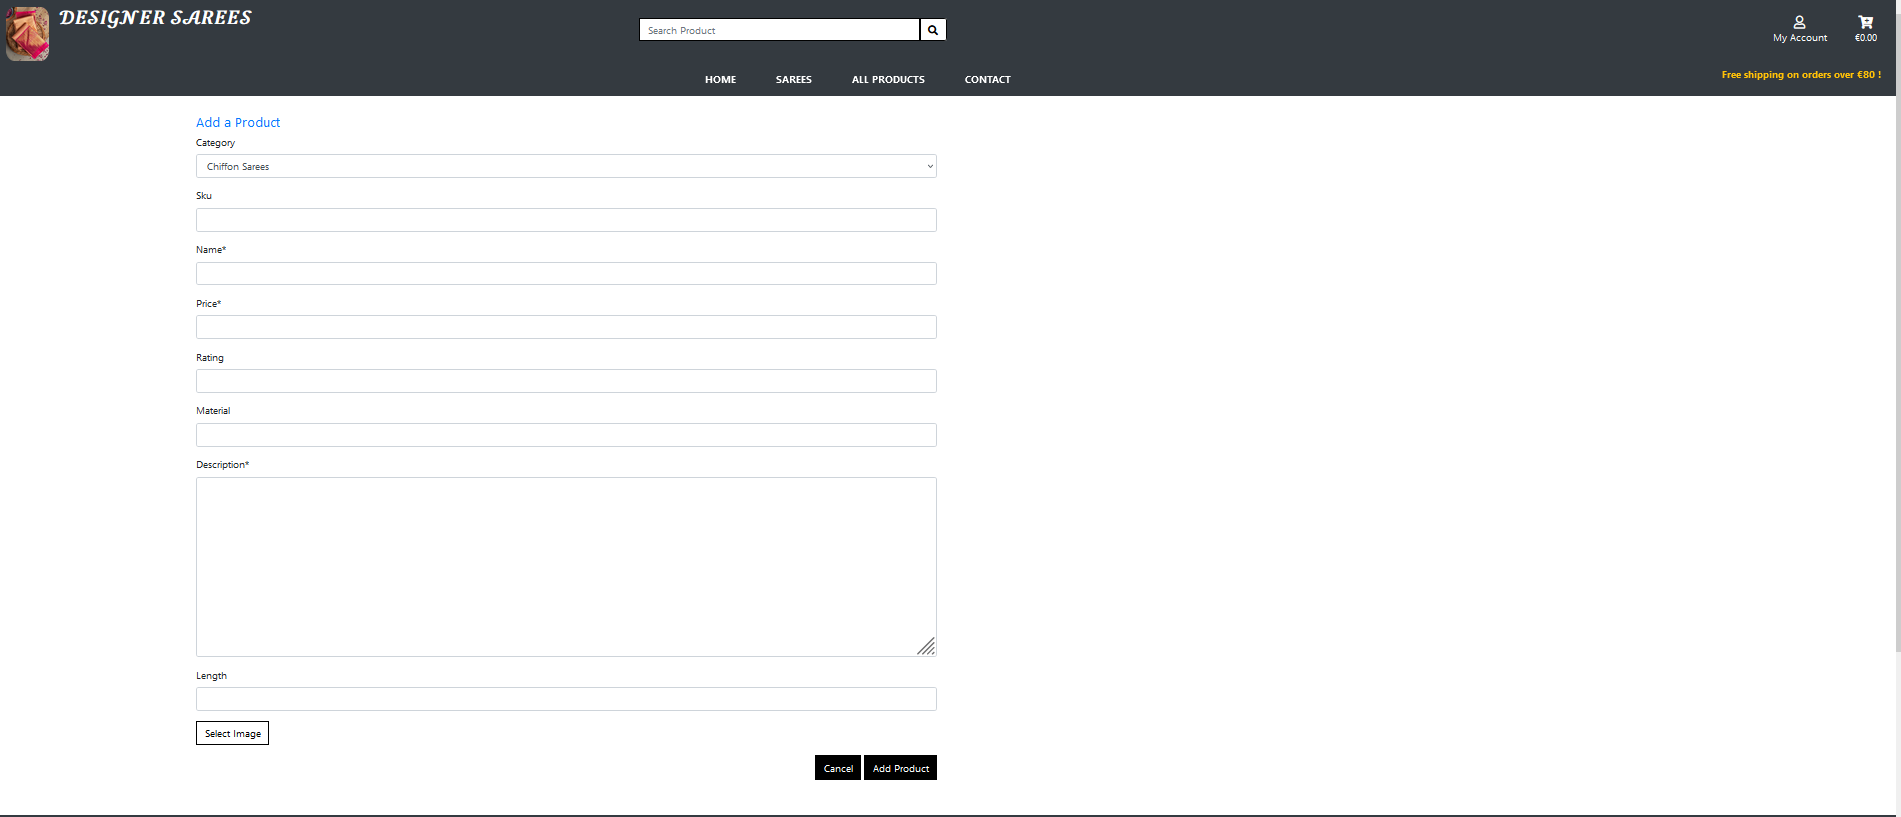 DESIGNER SAREES
Search Product
My Account
€0.00
HOME
SAREES
ALL PRODUCTS
CONTACT
Free shipping on orders over €80 !
Add a Product
Category
Chiffon Sarees
Sku
Name*
Price*
Rating
Material
Description*
Length
Select Image
Cancel
Add Product